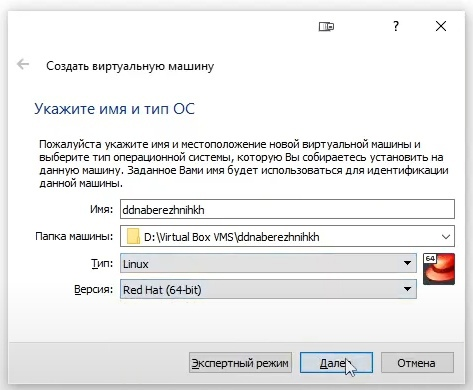 Создать виртуальную машину
Укажите имя и тип ОС
Пожалуйста укажите имя и местоположение новой виртуальной машины и
выберите тип операционной системы, которую Вы собираетесь установить на
данную машину. Заданное Вами имя будет использоваться для идентификации
данной машины.
Имя: ddnaberezhnihkh
Папка машины: D:\Virtual Box VMS\ddnaberezhnihkh
Тип: Linux
64
Версия: Red Hat (64-bit)
Экспертный режим Далее Отмена